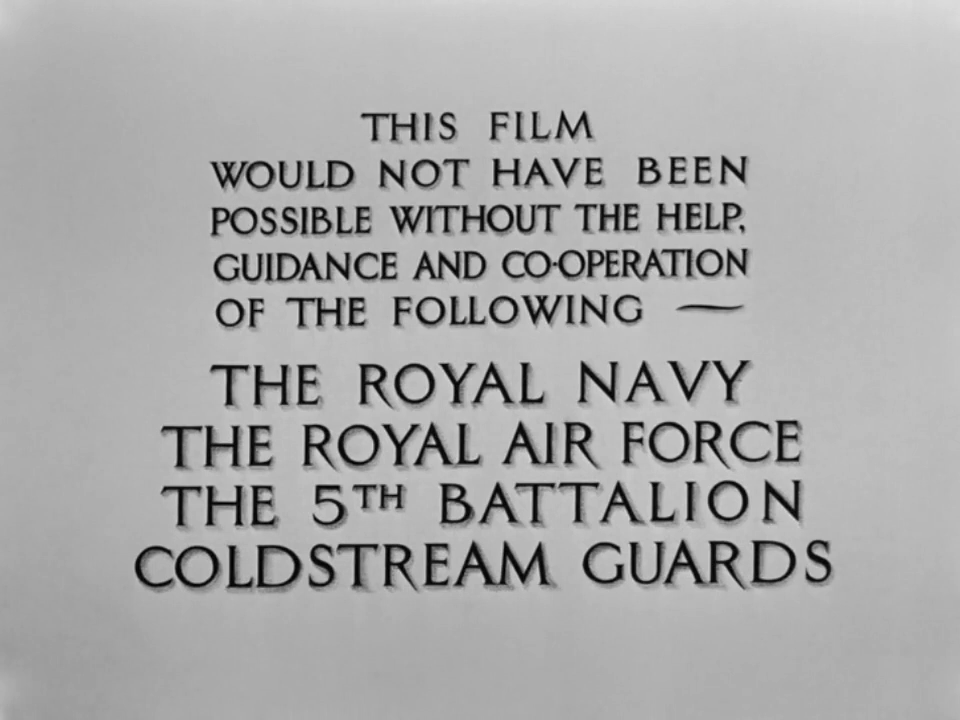 THIS FILM
WOULD NOT HAVE BEEN
POSSIBLE WITHOUT THE HELP,
GUIDANCE AND CO-OPERATION
OF THE FOLLOWING —
THE ROYAL NAVY
THE ROYAL AIR FORCE
THE 5TH BATTALION
COLDSTREAM GUARDS